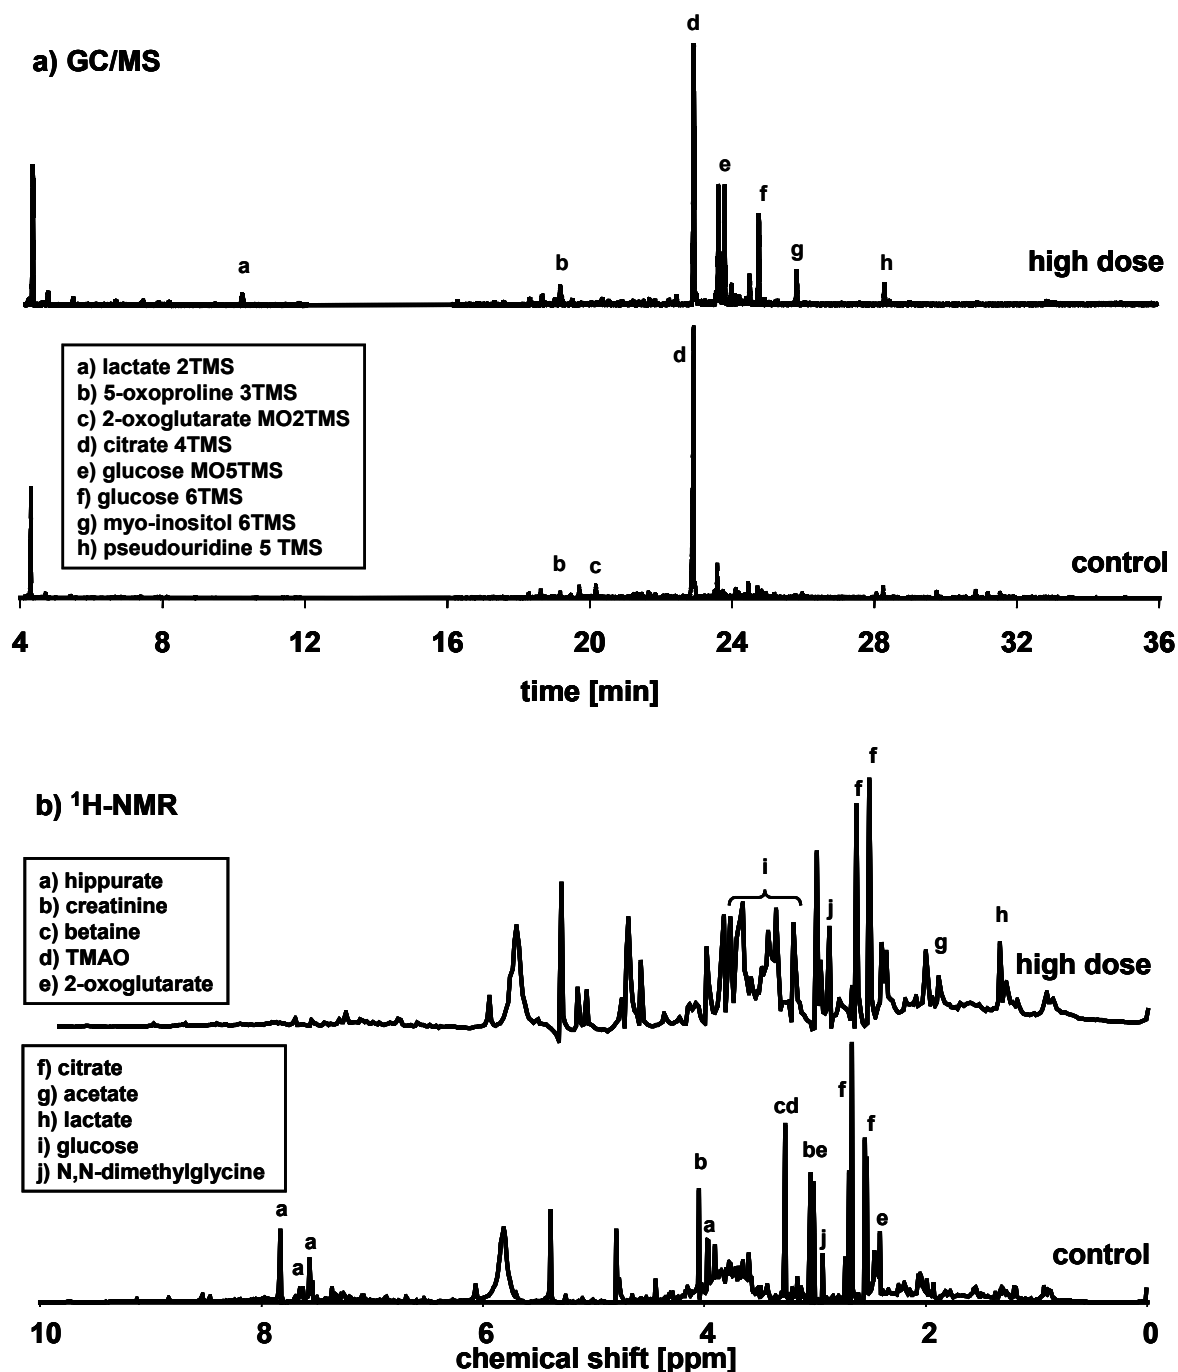 d
a) GC/MS
e
f
a
b
g
h
high dose
d
a) lactate 2TMS
b) 5-oxoproline 3TMS
c) 2-oxoglutarate MO2TMS
d) citrate 4TMS
e) glucose MO5TMS
f) glucose 6TMS
g) myo-inositol 6TMS
h) pseudouridine 5 TMS
b c
control
4 8 12 16 20 24 28 32 36
time [min]
f
f
b) ¹H-NMR
i
a) hippurate
b) creatinine
c) betaine
d) TMAO
e) 2-oxoglutarate
j
h
g
high dose
f) citrate
g) acetate
h) lactate
i) glucose
j) N,N-dimethylglycine
f
cd
f
be
b
a
a
a
e
j
control
10 8 6 4 2 0
chemical shift [ppm]